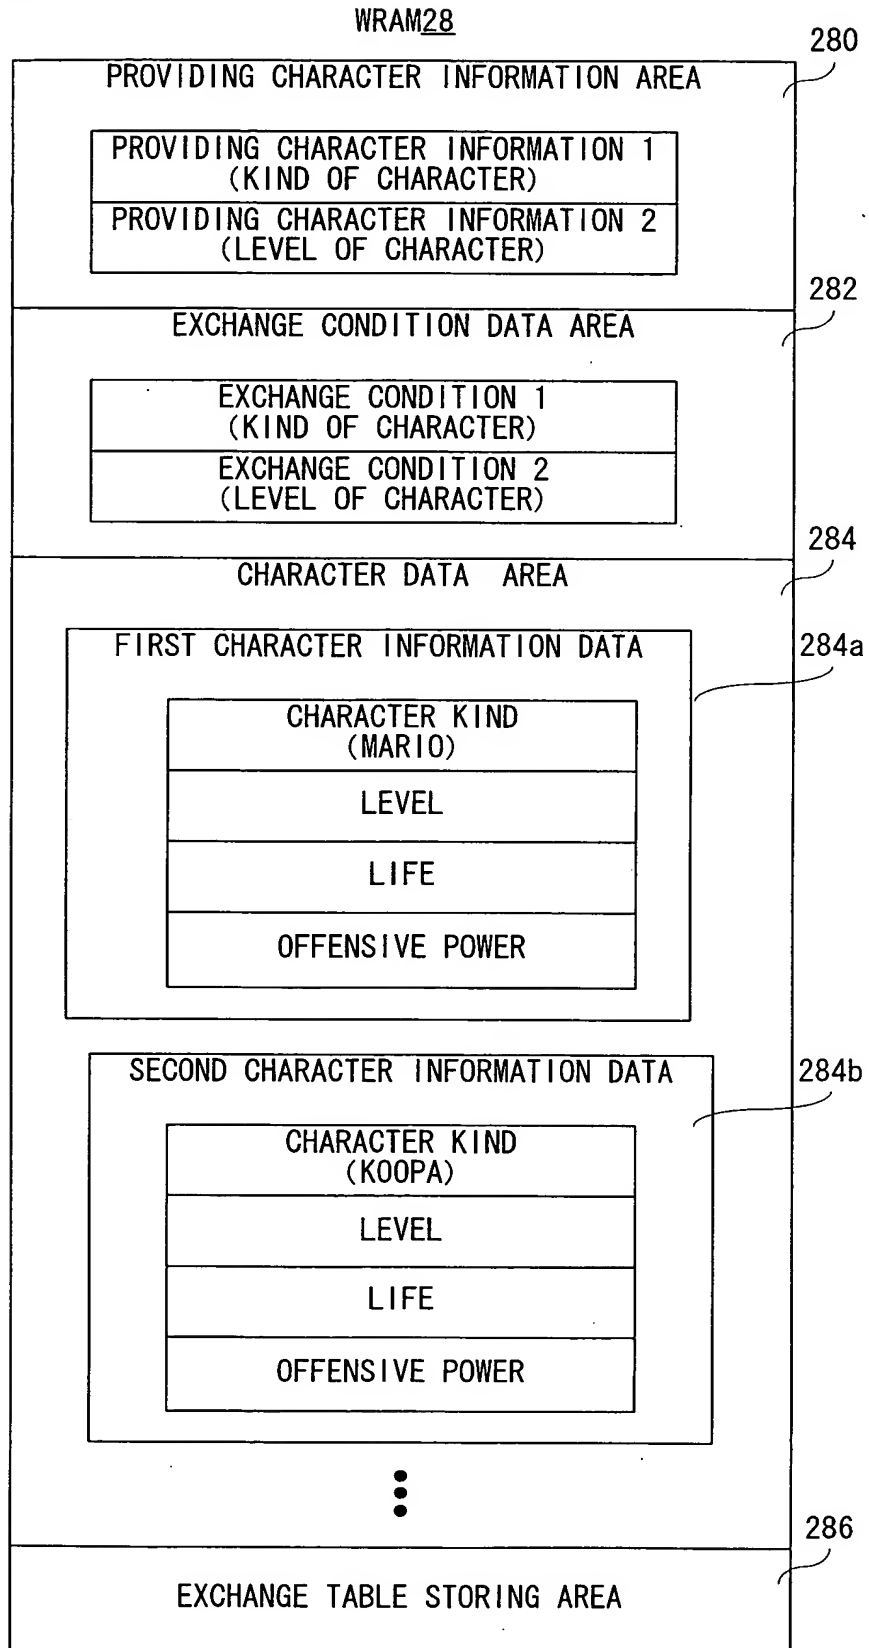 WRAM28
280
PROVIDING CHARACTER INFORMATION AREA
PROVIDING CHARACTER INFORMATION 1
(KIND OF CHARACTER)
PROVIDING CHARACTER INFORMATION 2
(LEVEL OF CHARACTER)
282
EXCHANGE CONDITION DATA AREA
EXCHANGE CONDITION 1
(KIND OF CHARACTER)
EXCHANGE CONDITION 2
(LEVEL OF CHARACTER)
284
CHARACTER DATA AREA
FIRST CHARACTER INFORMATION DATA
284a
CHARACTER KIND
(MARIO)
LEVEL
LIFE
OFFENSIVE POWER
SECOND CHARACTER INFORMATION DATA
284b
CHARACTER KIND
(KOOPA)
LEVEL
LIFE
OFFENSIVE POWER
286
EXCHANGE TABLE STORING AREA